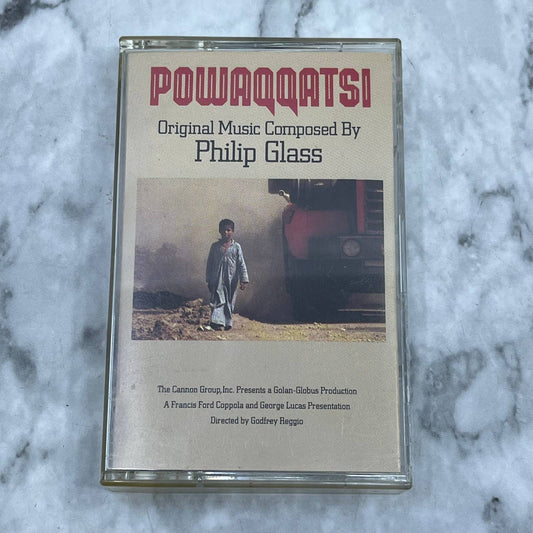 POWAQQATSI
Original Music Composed By
Philip Glass
The Cannon Group, Inc. Presents a Golan-Globus Production
A Francis Ford Coppola and George Lucas Presentation
Directed by Godfrey Reggio